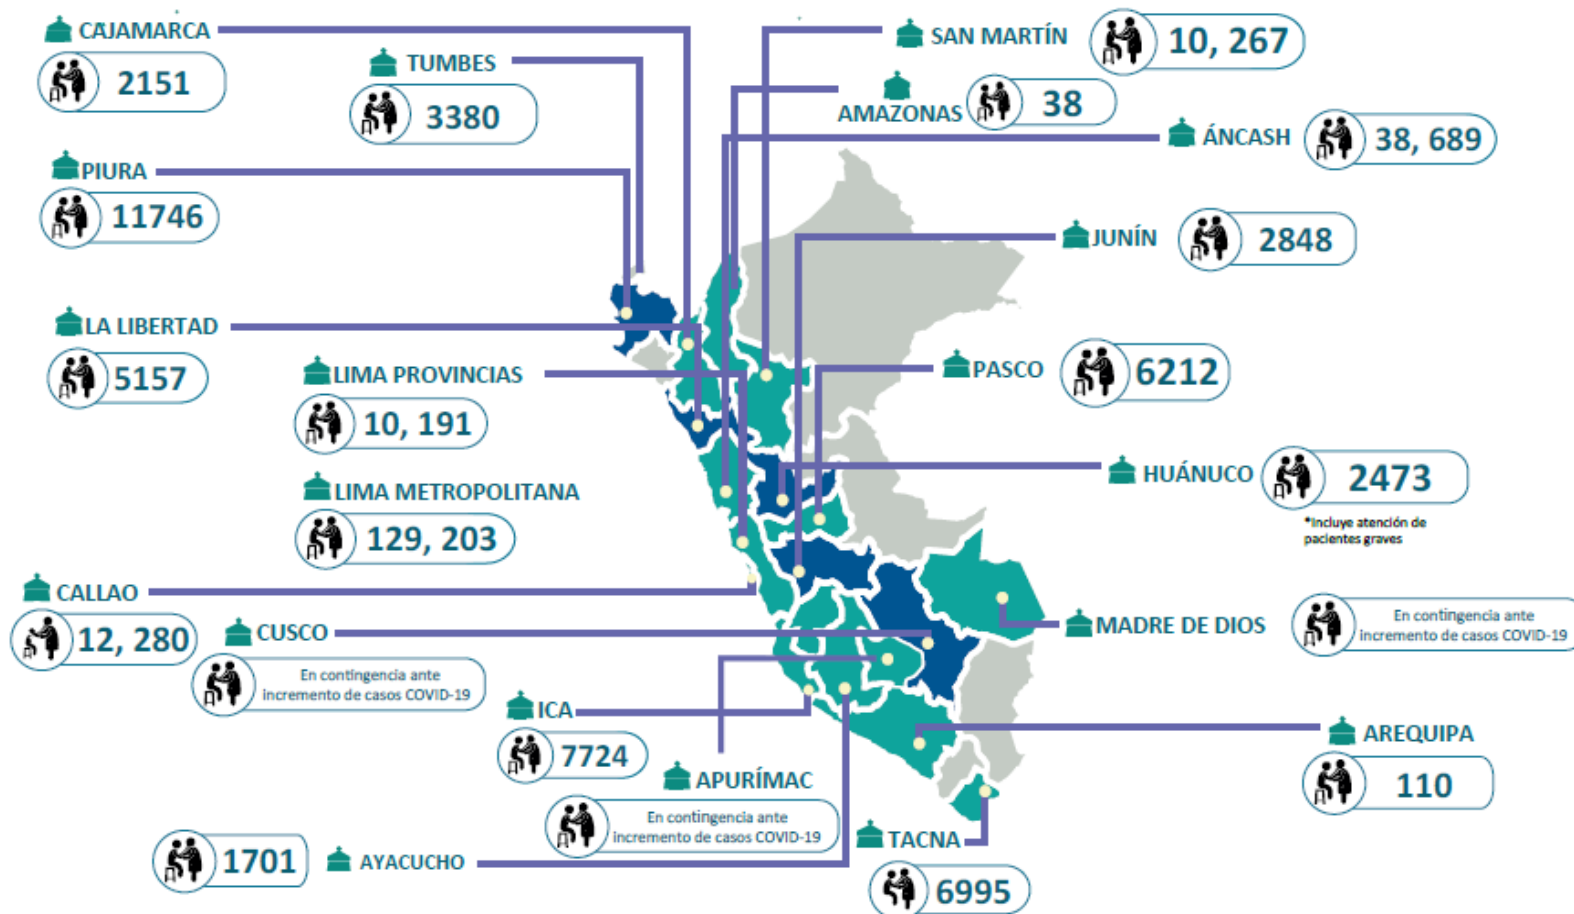 CAJAMARCA
2151
TUMBES
3380
SAN MARTÍN
10, 267
AMAZONAS
38
ÁNCASH
38, 689
PIURA
11746
JUNÍN
2848
LA LIBERTAD
5157
LIMA PROVINCIAS
10, 191
PASCO
6212
LIMA METROPOLITANA
129, 203
HUÁNUCO
2473
*Incluye atención de
pacientes graves
CALLAO
12, 280
CUSCO
En contingencia ante
incremento de casos COVID-19
MADRE DE DIOS
En contingencia ante
incremento de casos COVID-19
ICA
7724
APURÍMAC
En contingencia ante
incremento de casos COVID-19
AREQUIPA
110
1701
AYACUCHO
TACNA
6995